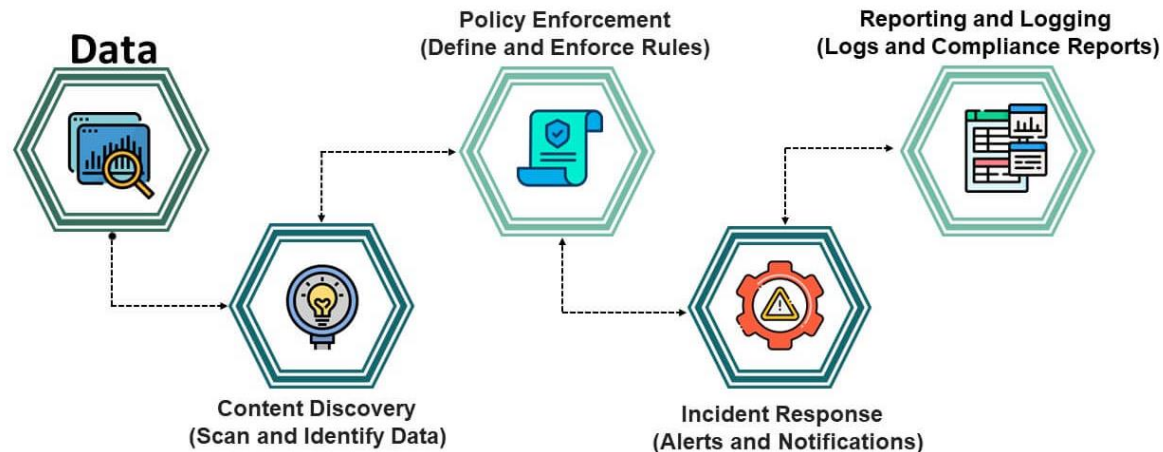 Data
Content Discovery
(Scan and Identify Data)
Policy Enforcement
(Define and Enforce Rules)
Incident Response
(Alerts and Notifications)
Reporting and Logging
(Logs and Compliance Reports)